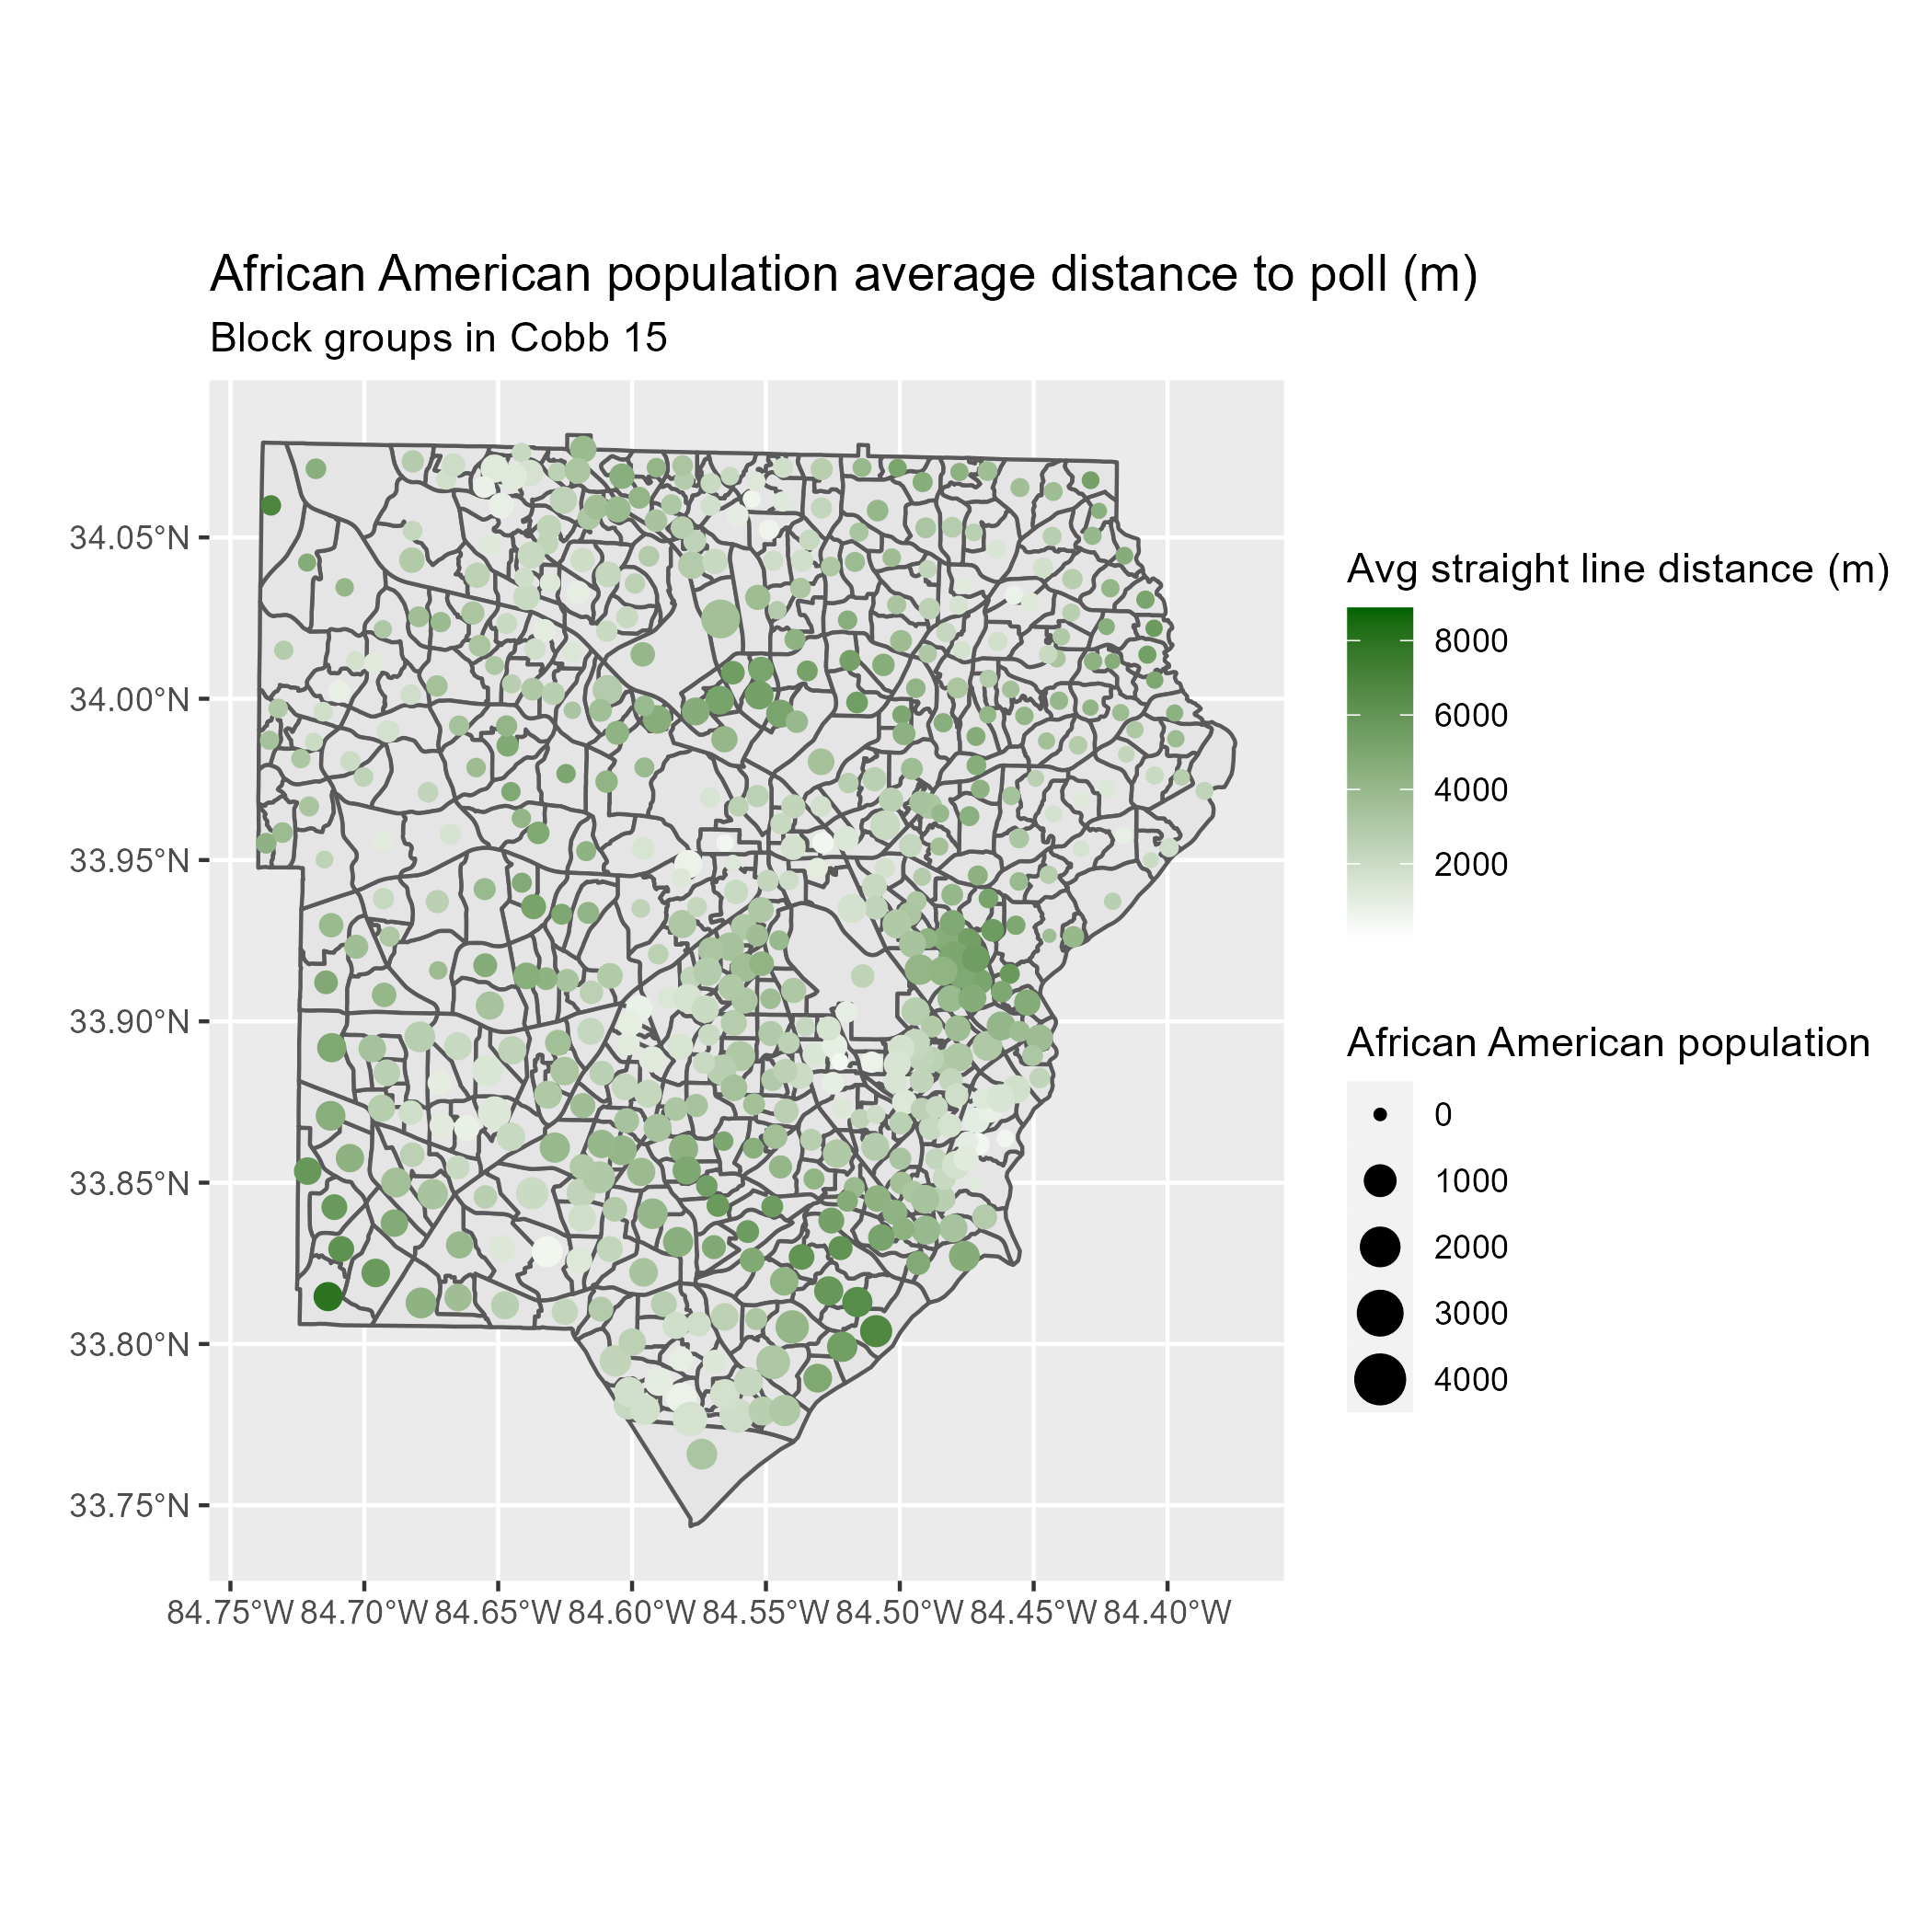 African American population average distance to poll (m)
Block groups in Cobb 15
34.05°N
34.00°N
33.95°N
33.90°N
33.85°N
33.80°N
33.75°N
84.75°W 84.70°W 84.65°W 84.60°W 84.55°W 84.50°W 84.45°W 84.40°W
Avg straight line distance (m)
8000
6000
4000
2000
African American population
0
1000
2000
3000
4000